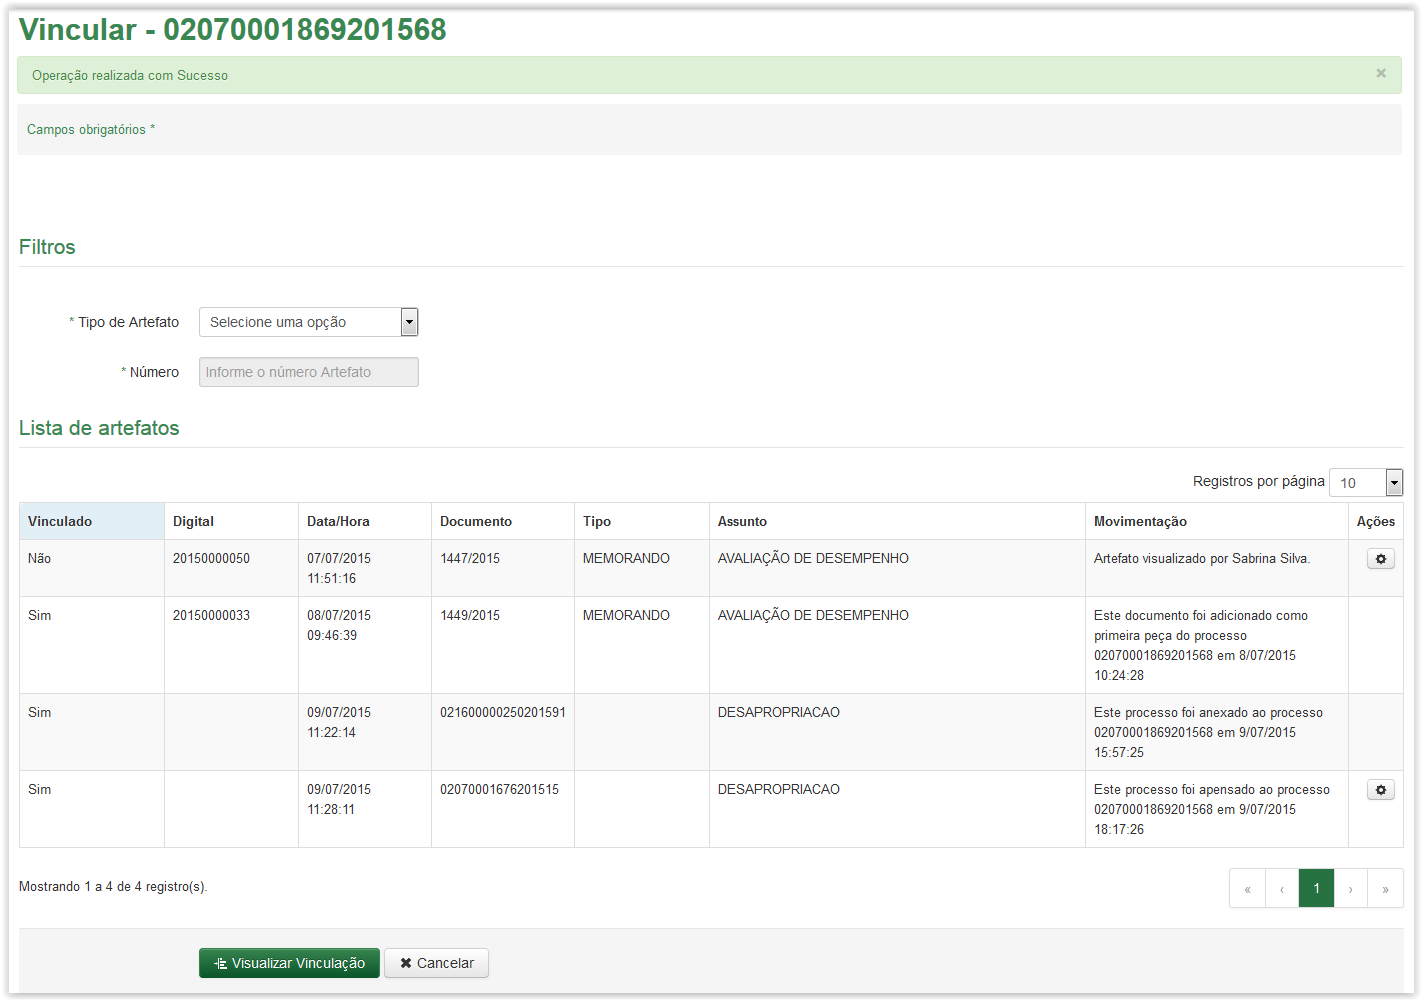 Vincular - 02070001869201568
Operação realizada com Sucesso
×
Campos obrigatórios *
Filtros
* Tipo de Artefato Selecione uma opção
* Número Informe o número Artefato
Lista de artefatos
Registros por página 10
Vinculado Digital Data/Hora Documento Tipo Assunto Movimentação Ações
Não 20150000050 07/07/2015 1447/2015 MEMORANDO AVALIAÇÃO DE DESEMPENHO Artefato visualizado por Sabrina Silva.
11:51:16
Sim 20150000033 08/07/2015 1449/2015 MEMORANDO AVALIAÇÃO DE DESEMPENHO Este documento foi adicionado como
09:46:39 primeira peça do processo
02070001869201568 em 8/07/2015
10:24:28
Sim 09/07/2015 021600000250201591 DESAPROPRIACAO Este processo foi anexado ao processo
11:22:14 02070001869201568 em 9/07/2015
15:57:25
Sim 09/07/2015 02070001676201515 DESAPROPRIACAO Este processo foi apensado ao processo
11:28:11 02070001869201568 em 9/07/2015
18:17:26
Mostrando 1 a 4 de 4 registro(s). « ‹ 1 › »
Visualizar Vinculação Cancelar